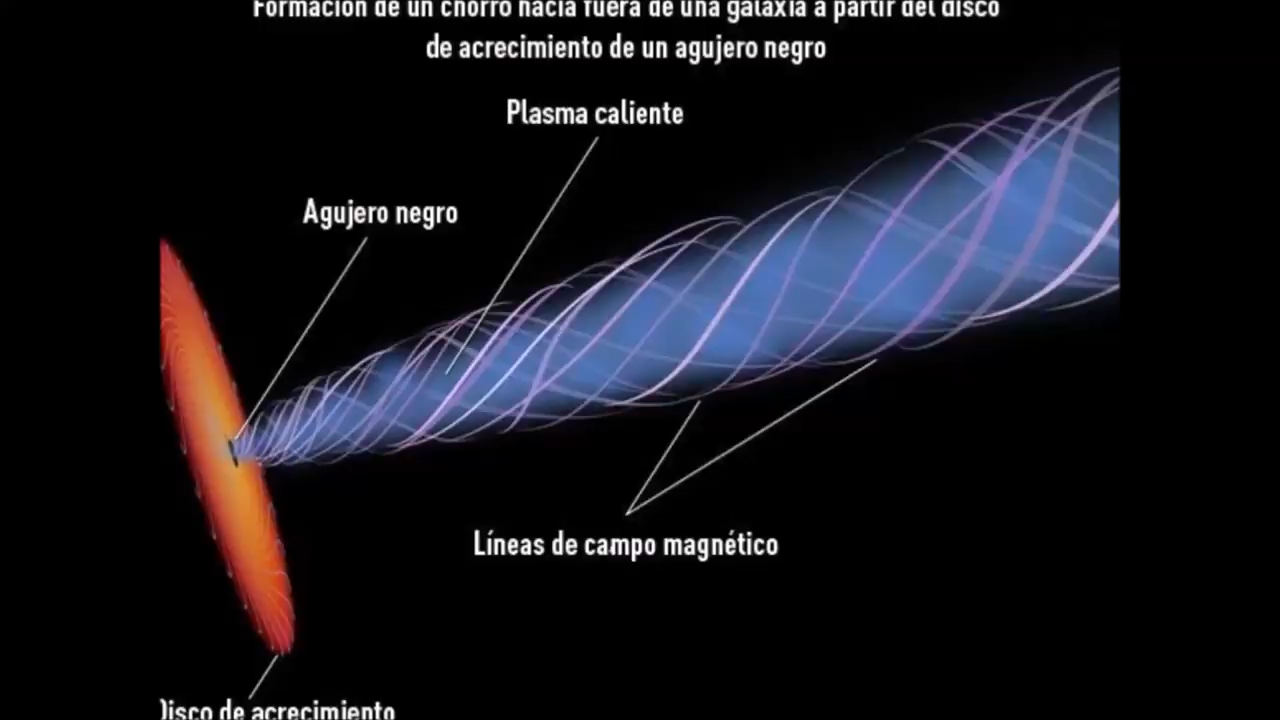 Formación de un chorro hacia fuera de una galaxia a partir del disco
de acrecimiento de un agujero negro
Plasma caliente
Agujero negro
Líneas de campo magnético
Disco de acrecimiento